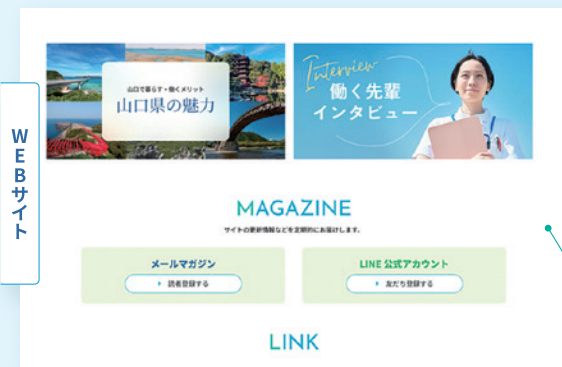 WEBサイト
山口で暮らす・働くメリット
山口県の魅力
Interview
働く先輩
インタビュー
MAGAZINE
サイトの更新情報などを定期的にお届けします。
メールマガジン
読者登録する
LINE 公式アカウント
友だち登録する
LINK